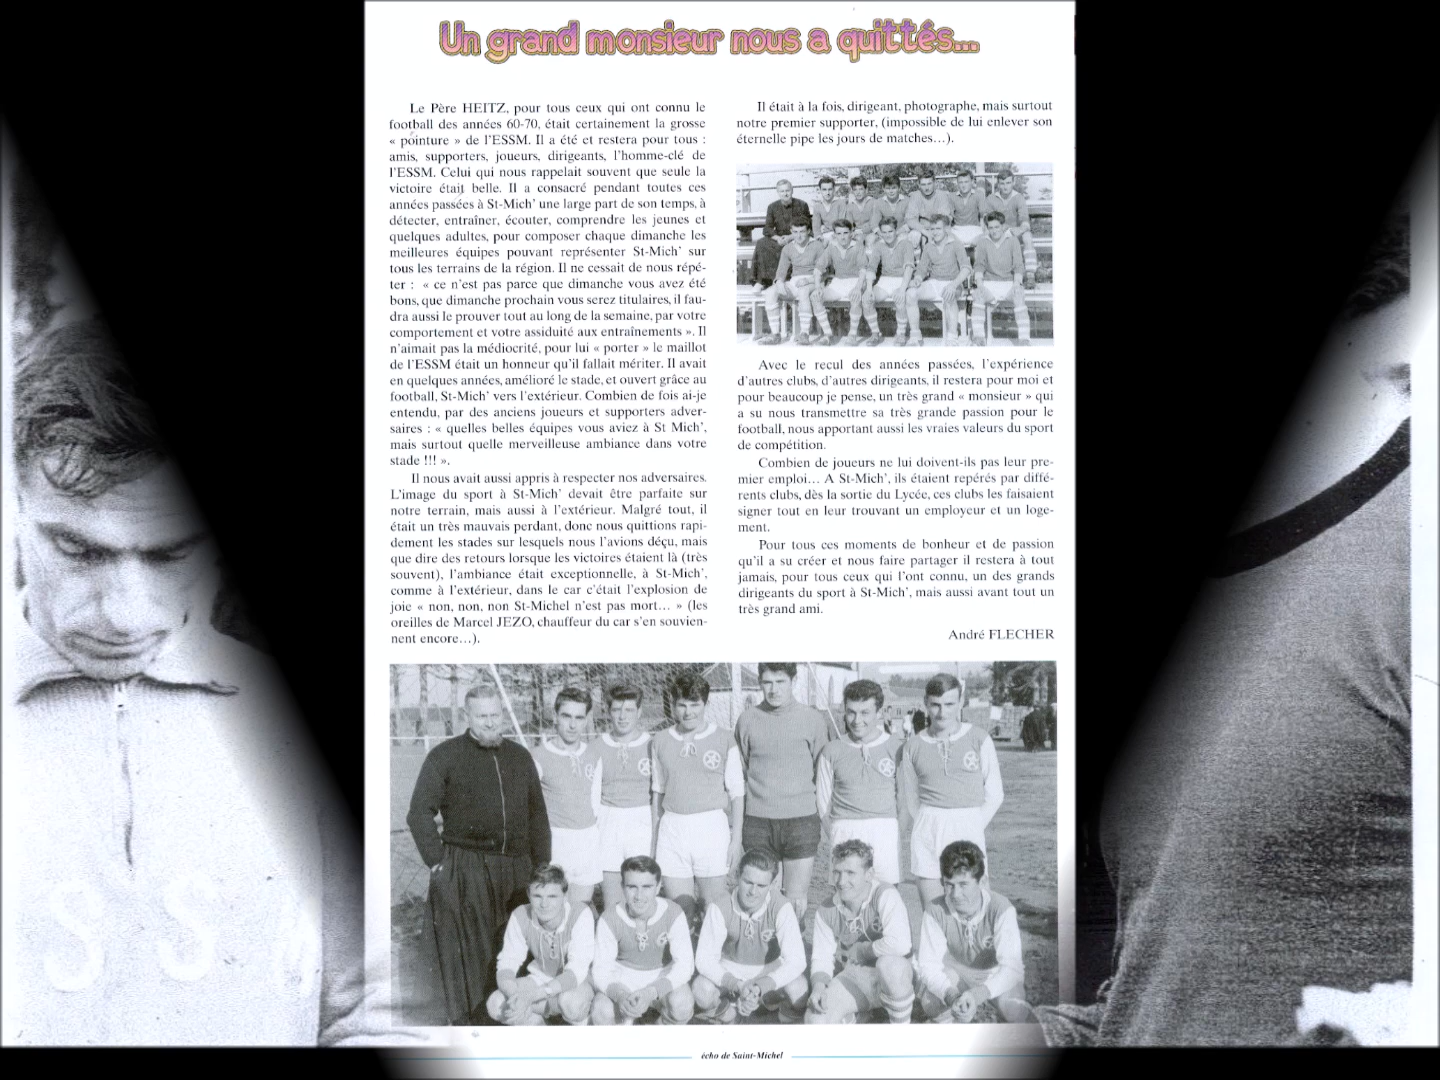 Un grand monsieur nous a quittés...
Le Père HEITZ, pour tous ceux qui ont connu le
football des années 60-70, était certainement la grosse
« pointure » de l'ESSM. Il a été et restera pour tous :
amis, supporters, joueurs, dirigeants, l'homme-clé de
l'ESSM. Celui qui nous rappelait souvent que seule la
victoire était belle. Il a consacré pendant toutes ces
années passées à St-Mich' une large part de son temps, à
détecter, entraîner, écouter, comprendre les jeunes et
quelques adultes, pour composer chaque dimanche les
meilleures équipes pouvant représenter St-Mich' sur
tous les terrains de la région. Il ne cessait de nous répé-
ter : « ce n'est pas parce que dimanche vous avez été
bons, que dimanche prochain vous serez titulaires, il fau-
dra aussi le prouver tout au long de la semaine, par votre
comportement et votre assiduité aux entraînements ». Il
n'aimait pas la médiocrité, pour lui « porter » le maillot
de l'ESSM était un honneur qu'il fallait mériter. Il avait
en quelques années, amélioré le stade, et ouvert grâce au
football, St-Mich' vers l'extérieur. Combien de fois ai-je
entendu, par des anciens joueurs et supporters adver-
saires : « quelles belles équipes vous aviez à St Mich',
mais surtout quelle merveilleuse ambiance dans votre
stade !!! ».
Il nous avait aussi appris à respecter nos adversaires.
L'image du sport à St-Mich' devait être parfaite sur
notre terrain, mais aussi à l'extérieur. Malgré tout, il
était un très mauvais perdant, donc nous quittions rapi-
dement les stades sur lesquels nous l'avions déçu, mais
que dire des retours lorsque les victoires étaient là (très
souvent), l'ambiance était exceptionnelle, à St-Mich',
comme à l'extérieur, dans le car c'était l'explosion de
joie « non, non, non St-Michel n'est pas mort... » (les
oreilles de Marcel JEZO, chauffeur du car s'en souvien-
nent encore...).
Il était à la fois, dirigeant, photographe, mais surtout
notre premier supporter, (impossible de lui enlever son
éternelle pipe les jours de matches...).
Avec le recul des années passées, l'expérience
d'autres clubs, d'autres dirigeants, il restera pour moi et
pour beaucoup je pense, un très grand « monsieur » qui
a su nous transmettre sa très grande passion pour le
football, nous apportant aussi les vraies valeurs du sport
de compétition.
Combien de joueurs ne lui doivent-ils pas leur pre-
mier emploi... A St-Mich', ils étaient repérés par diffé-
rents clubs, dès la sortie du Lycée, ces clubs les faisaient
signer tout en leur trouvant un employeur et un loge-
ment.
Pour tous ces moments de bonheur et de passion
qu'il a su créer et nous faire partager il restera à tout
jamais, pour tous ceux qui l'ont connu, un des grands
dirigeants du sport à St-Mich', mais aussi avant tout un
très grand ami.
André FLECHER
S S
écho de Saint-Michel